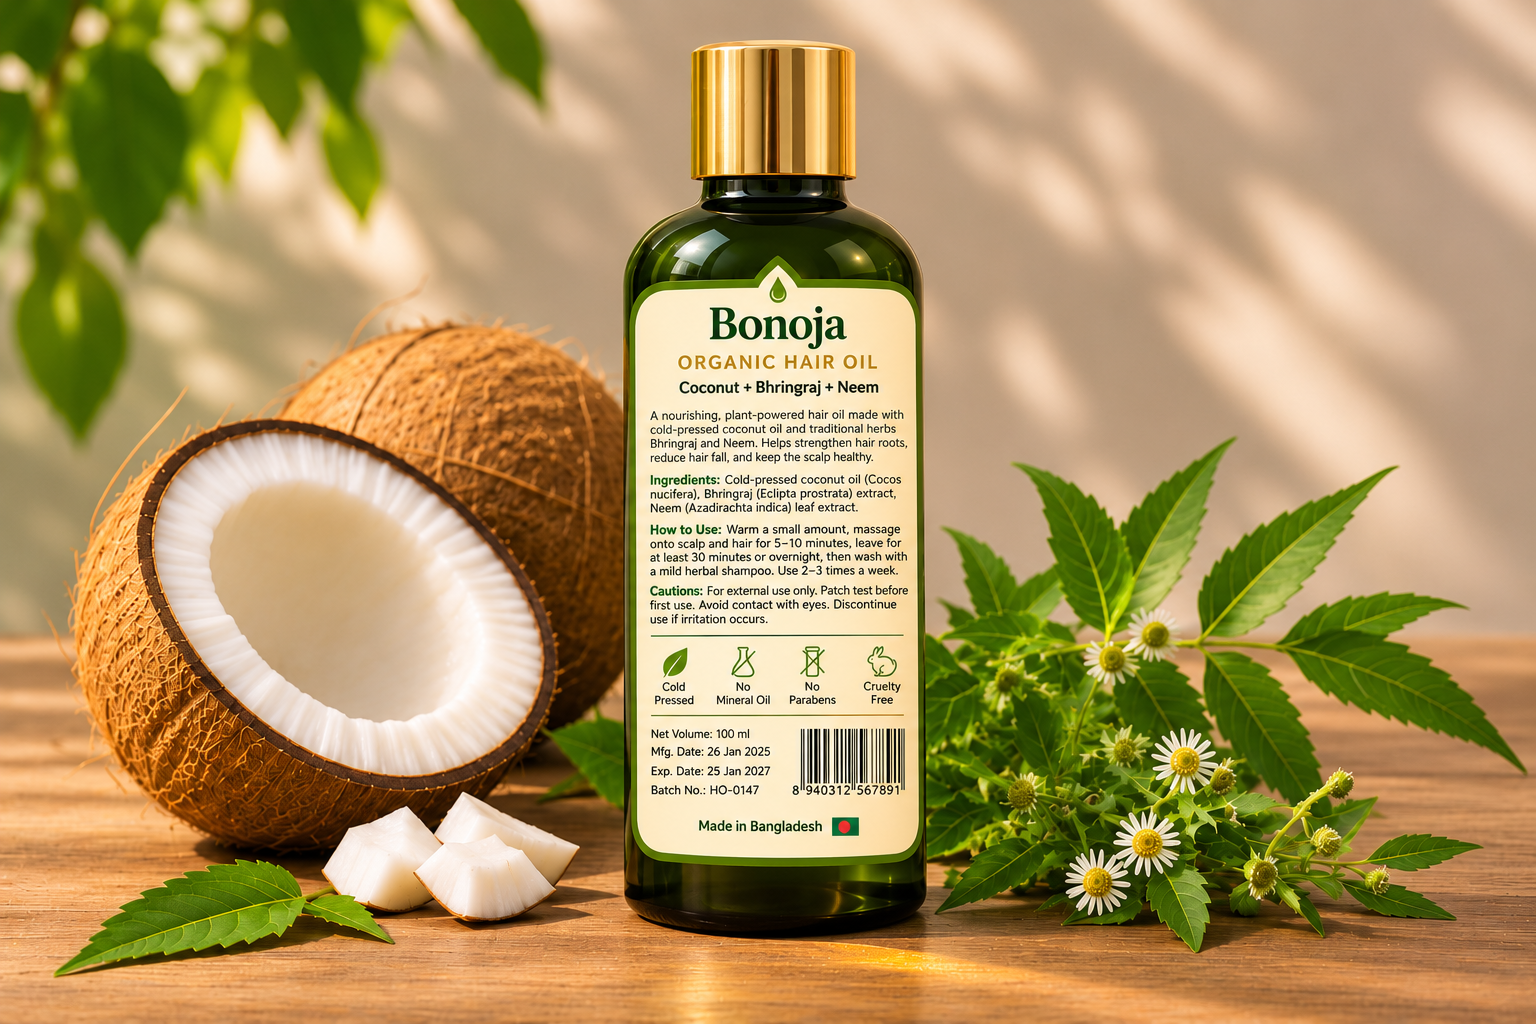 Bonoja
ORGANIC HAIR OIL
Coconut + Bhringraj + Neem
A nourishing, plant-powered hair oil made with
cold-pressed coconut oil and traditional herbs
Bhringraj and Neem. Helps strengthen hair roots,
reduce hair fall, and keep the scalp healthy.
Ingredients: Cold-pressed coconut oil (Cocos
nucifera), Bhringraj (Eclipta prostrata) extract,
Neem (Azadirachta indica) leaf extract.
How to Use: Warm a small amount, massage
onto scalp and hair for 5–10 minutes, leave for
at least 30 minutes or overnight, then wash with
a mild herbal shampoo. Use 2–3 times a week.
Cautions: For external use only. Patch test before
first use. Avoid contact with eyes. Discontinue
use if irritation occurs.
Cold
Pressed
No
Mineral Oil
No
Parabens
Cruelty
Free
Net Volume: 100 ml
Mfg. Date: 26 Jan 2025
Exp. Date: 25 Jan 2027
Batch No.: HO-0147
8 940312 567891
Made in Bangladesh